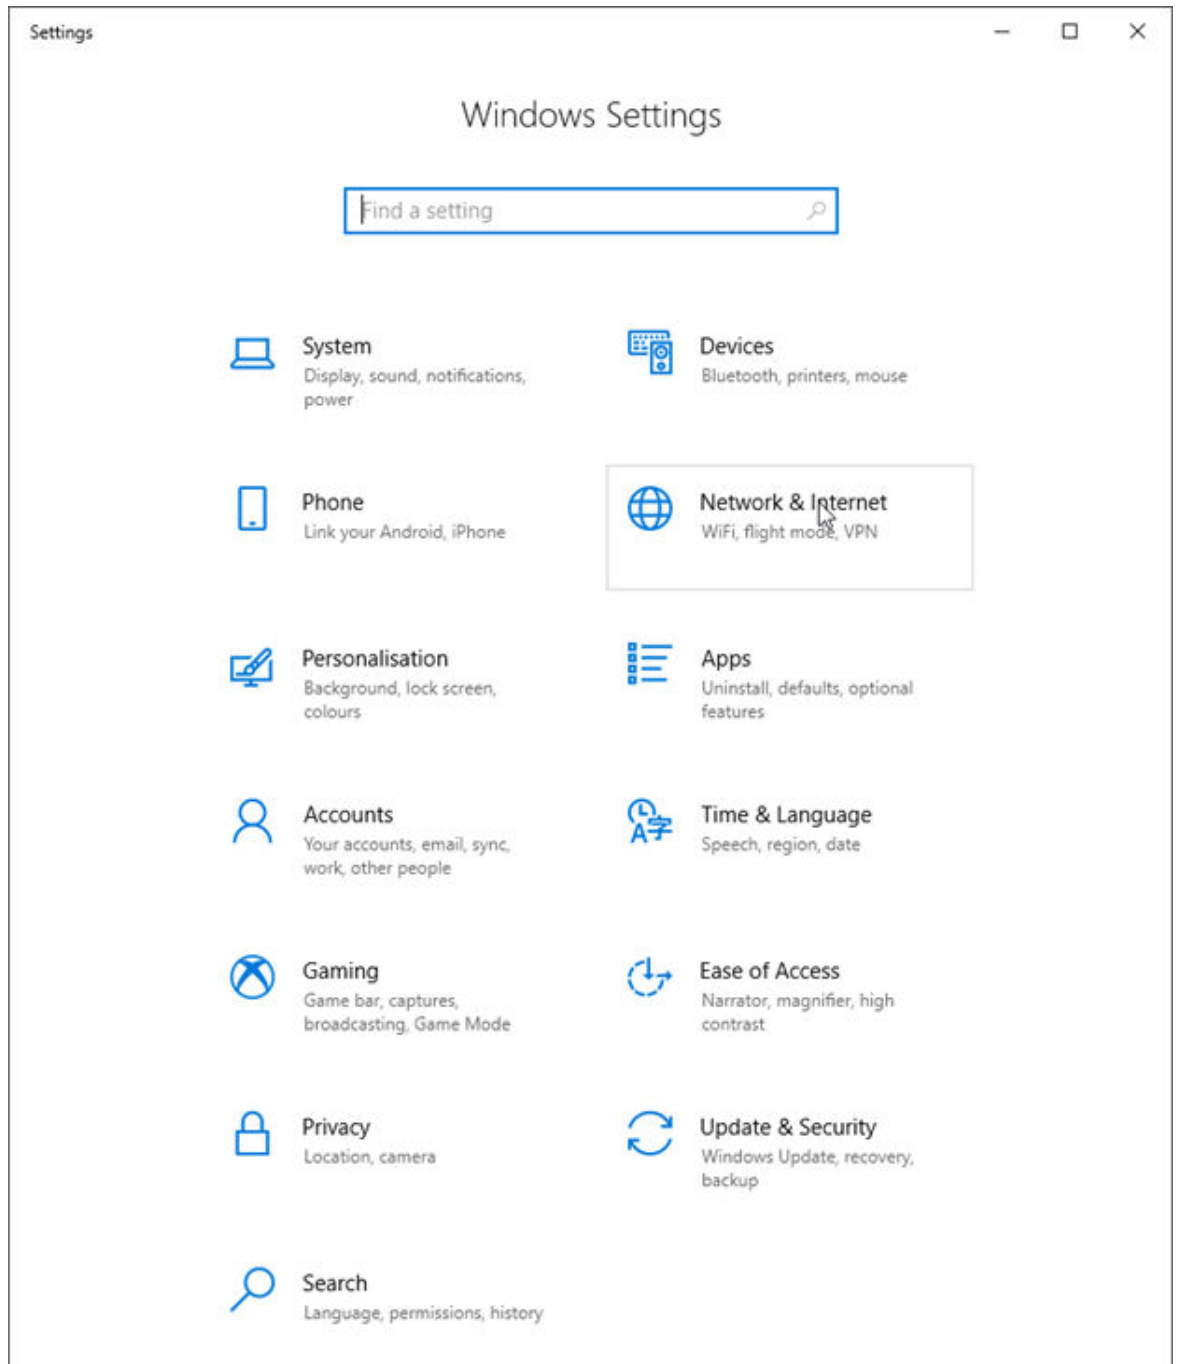 Settings
Windows Settings
Find a setting
System
Display, sound, notifications,
power
Devices
Bluetooth, printers, mouse
Phone
Link your Android, iPhone
Network & Internet
WiFi, flight mode, VPN
Personalisation
Background, lock screen,
colours
Apps
Uninstall, defaults, optional
features
Accounts
Your accounts, email, sync,
work, other people
Time & Language
Speech, region, date
Gaming
Game bar, captures,
broadcasting, Game Mode
Ease of Access
Narrator, magnifier, high
contrast
Privacy
Location, camera
Update & Security
Windows Update, recovery,
backup
Search
Language, permissions, history